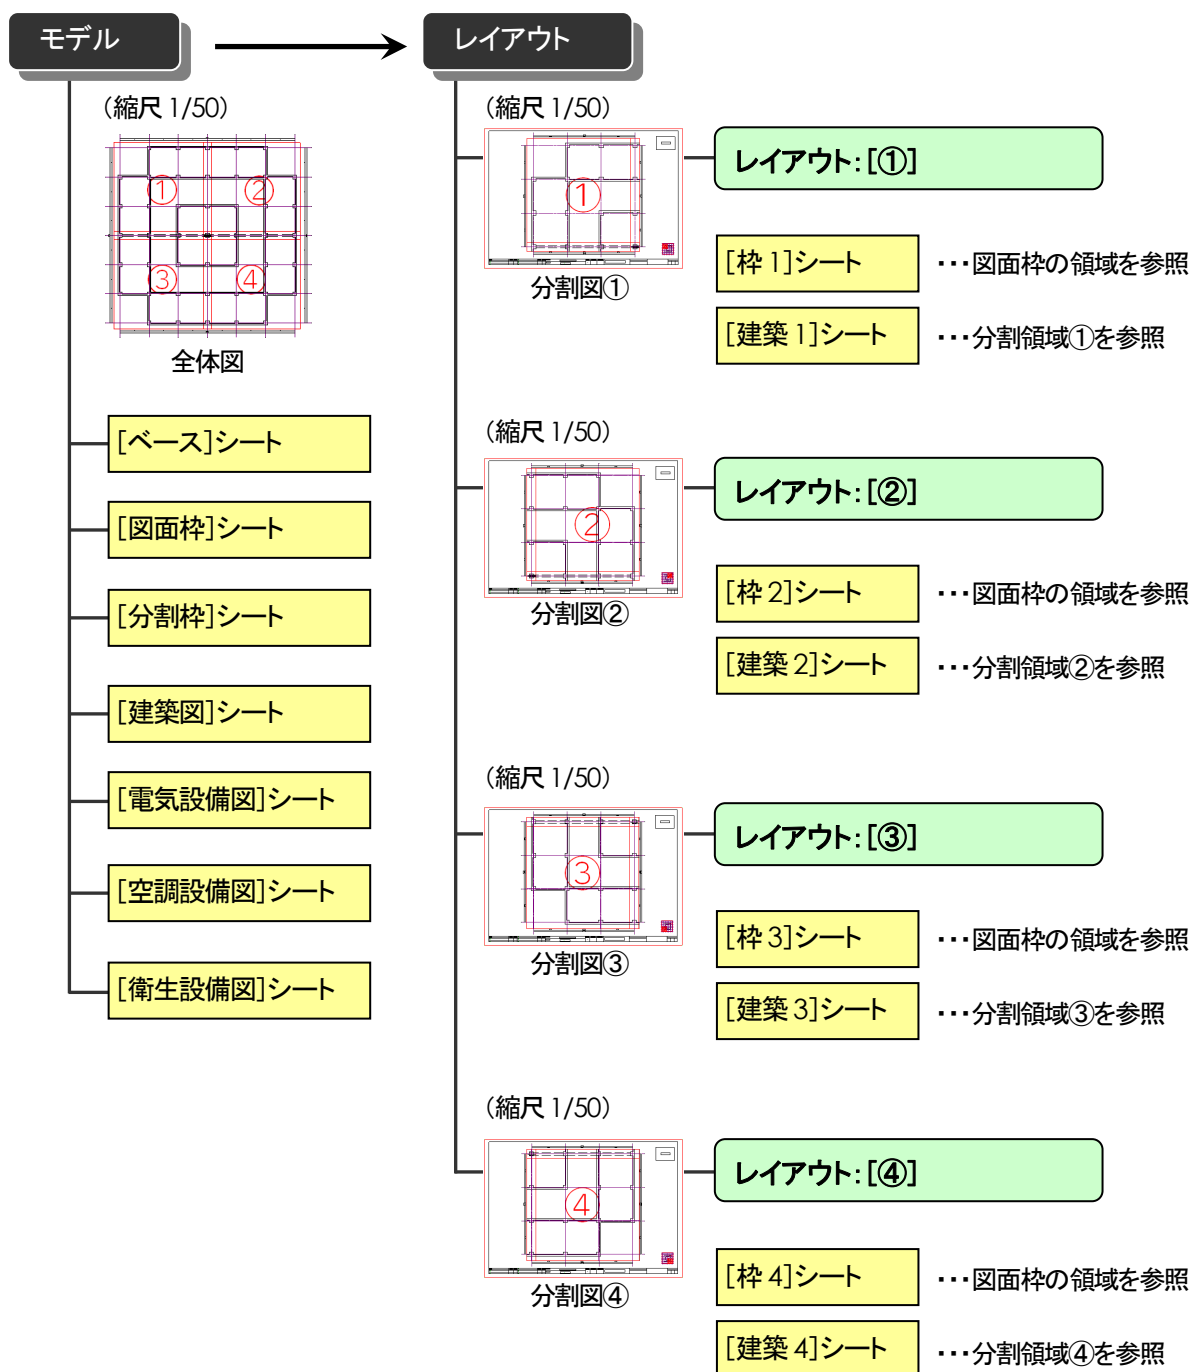 モデル
レイアウト
（縮尺 1/50）
① ②
③ ④
全体図
［ベース］シート
［図面枠］シート
［分割枠］シート
［建築図］シート
［電気設備図］シート
［空調設備図］シート
［衛生設備図］シート
（縮尺 1/50）
①
分割図①
レイアウト：［①］
［枠 1］シート
・・・図面枠の領域を参照
［建築 1］シート
・・・分割領域①を参照
（縮尺 1/50）
②
分割図②
レイアウト：［②］
［枠 2］シート
・・・図面枠の領域を参照
［建築 2］シート
・・・分割領域②を参照
（縮尺 1/50）
③
分割図③
レイアウト：［③］
［枠 3］シート
・・・図面枠の領域を参照
［建築 3］シート
・・・分割領域③を参照
（縮尺 1/50）
④
分割図④
レイアウト：［④］
［枠 4］シート
・・・図面枠の領域を参照
［建築 4］シート
・・・分割領域④を参照